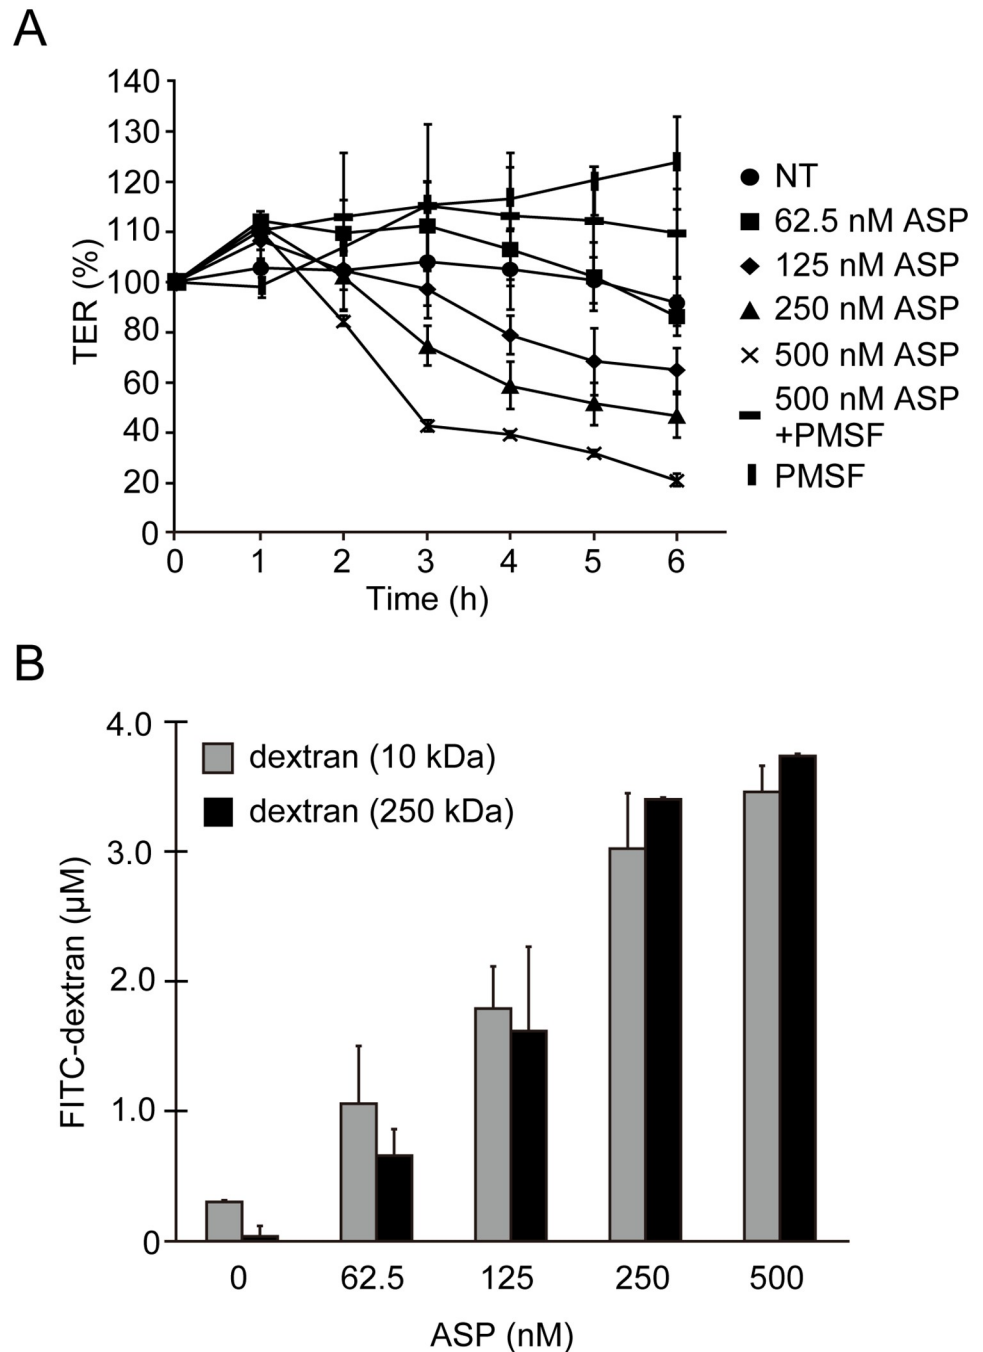 A
TER (%)
140
130
120
110
100
80
60
40
20
0
0 1 2 3 4 5 6
Time (h)
NT
62.5 nM ASP
125 nM ASP
250 nM ASP
500 nM ASP
500 nM ASP
+PMSF
PMSF
B
FITC-dextran (µM)
4.0
3.0
2.0
1.0
0
dextran (10 kDa)
dextran (250 kDa)
0 62.5 125 250 500
ASP (nM)